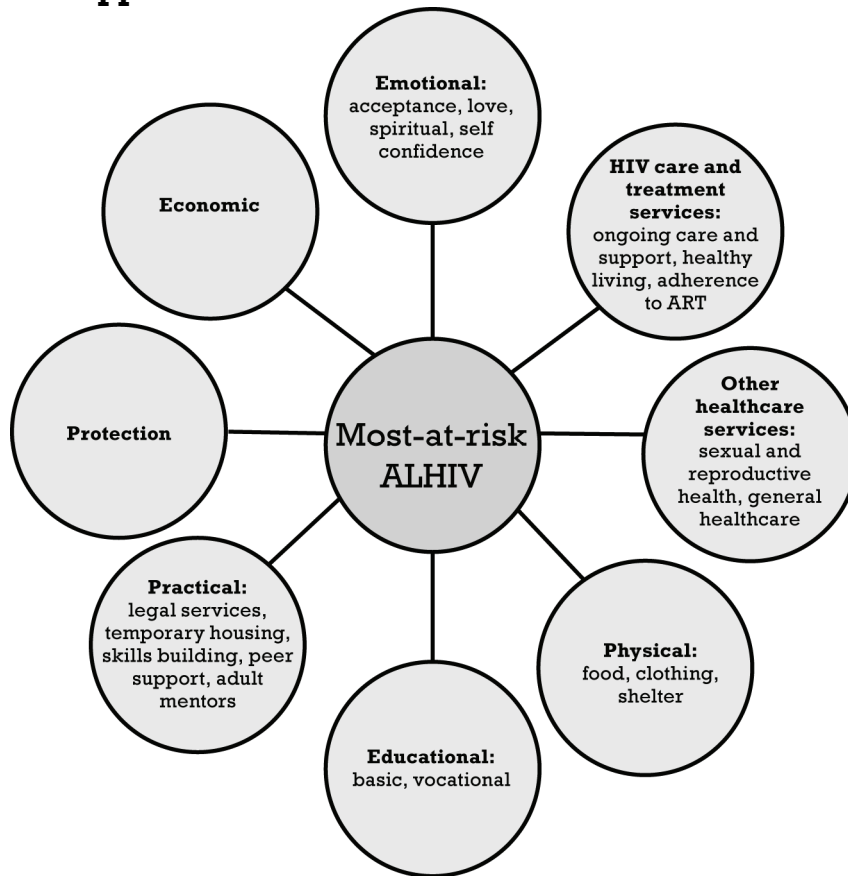 Emotional:
acceptance, love,
spiritual, self
confidence
HIV care and
treatment
services:
ongoing care and
support, healthy
living, adherence
to ART
Other
healthcare
services:
sexual and
reproductive
health, general
healthcare
Physical:
food, clothing,
shelter
Educational:
basic, vocational
Practical:
legal services,
temporary housing,
skills building, peer
support, adult
mentors
Protection
Economic
Most-at-risk
ALHIV